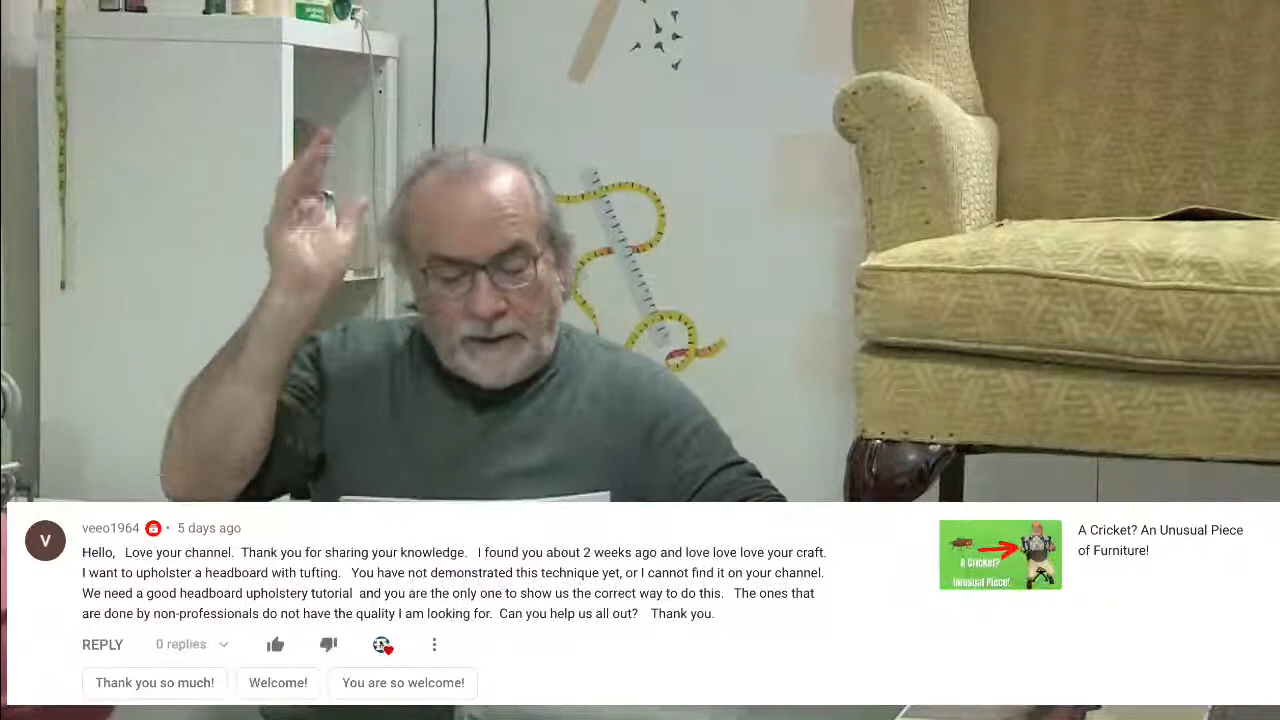 veeo1964 • 5 days ago
Hello, Love your channel. Thank you for sharing your knowledge. I found you about 2 weeks ago and love love love your craft.
I want to upholster a headboard with tufting. You have not demonstrated this technique yet, or I cannot find it on your channel.
We need a good headboard upholstery tutorial and you are the only one to show us the correct way to do this. The ones that
are done by non-professionals do not have the quality I am looking for. Can you help us all out? Thank you.
REPLY 0 replies
Thank you so much! Welcome! You are so welcome!
A Cricket?
Unusual Piece!
A Cricket? An Unusual Piece
of Furniture!